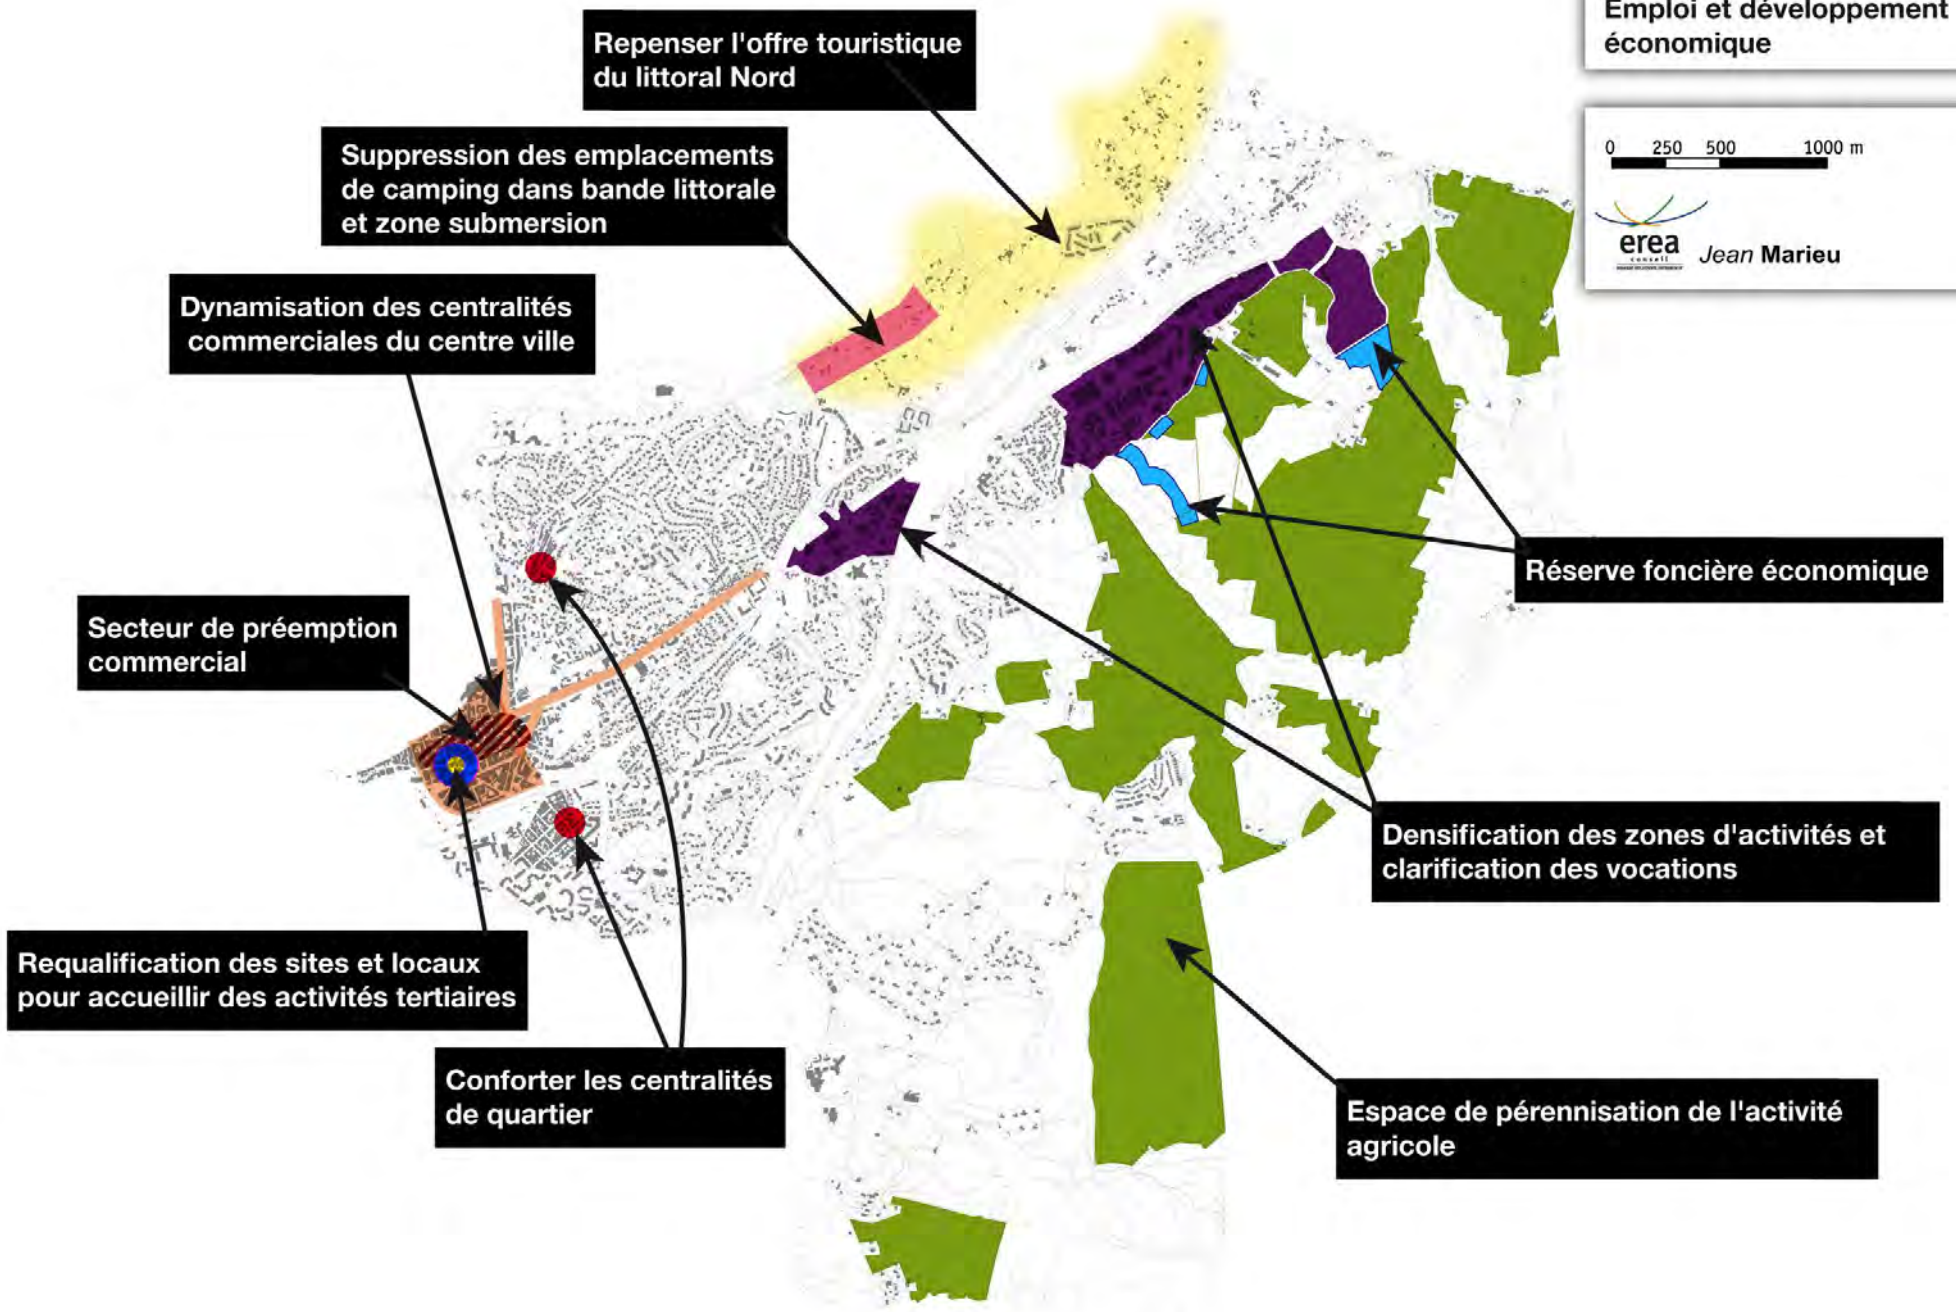 Emploi et développement
économique
0 250 500 1000 m
erea
conseil
Jean Marieu
Repenser l'offre touristique
du littoral Nord
Suppression des emplacements
de camping dans bande littorale
et zone submersion
Dynamisation des centralités
commerciales du centre ville
Secteur de préemption
commercial
Réserve foncière économique
Densification des zones d'activités et
clarification des vocations
Requalification des sites et locaux
pour accueillir des activités tertiaires
Conforter les centralités
de quartier
Espace de pérennisation de l'activité
agricole